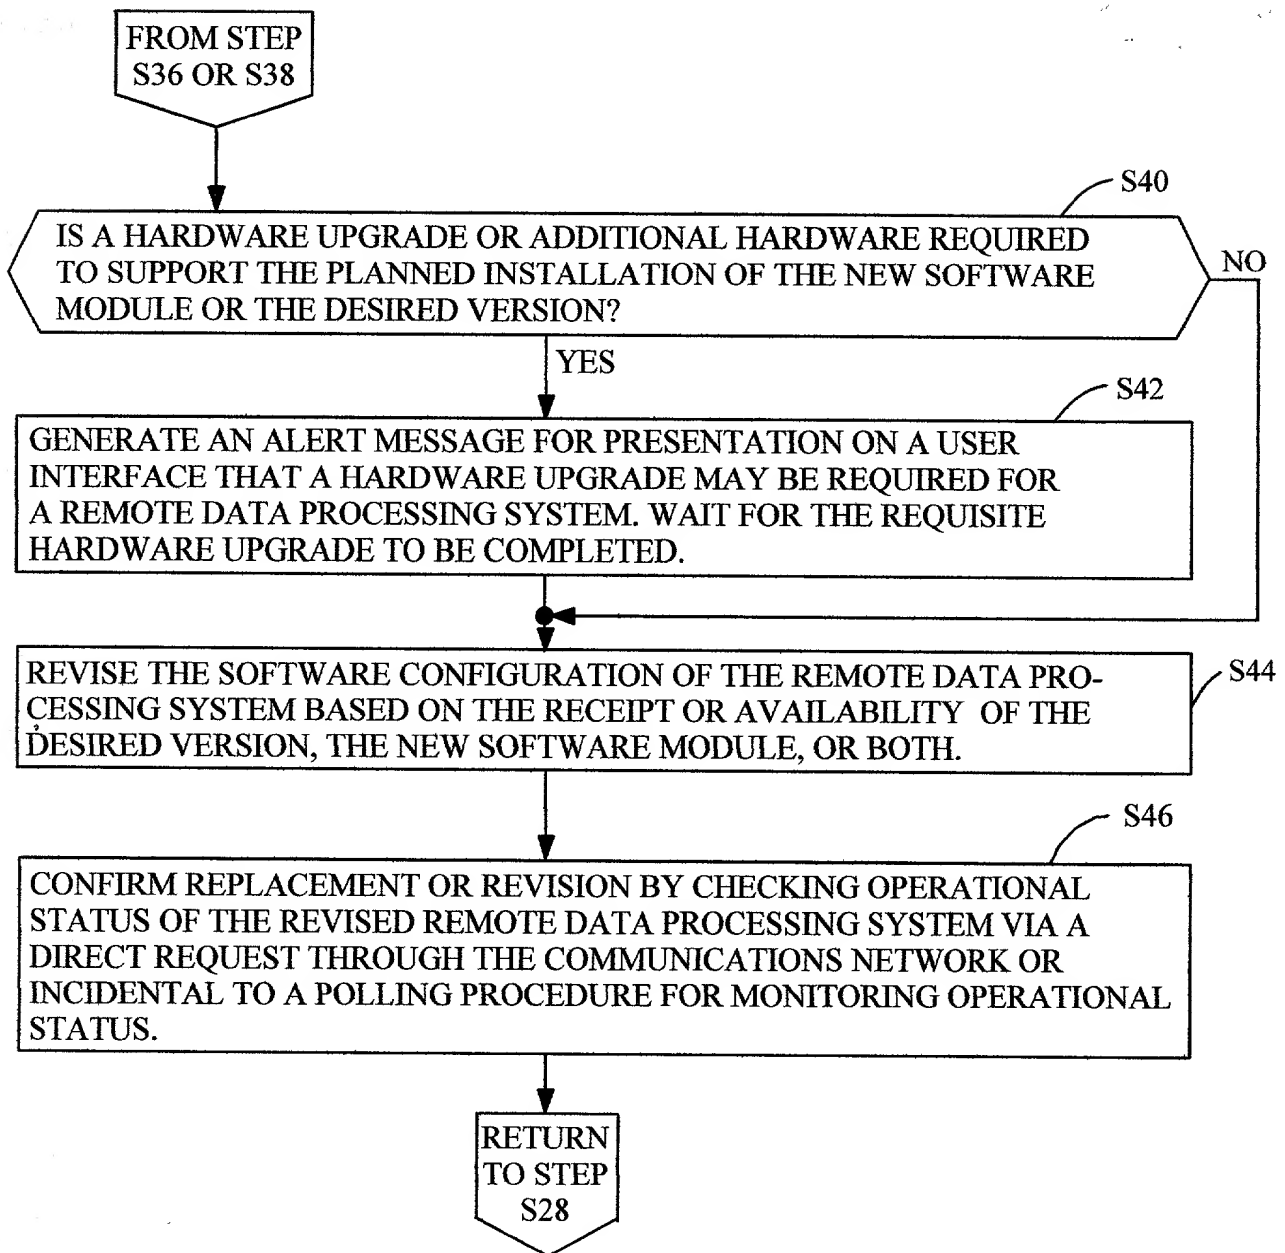 FROM STEP
S36 OR S38
S40
IS A HARDWARE UPGRADE OR ADDITIONAL HARDWARE REQUIRED
TO SUPPORT THE PLANNED INSTALLATION OF THE NEW SOFTWARE
MODULE OR THE DESIRED VERSION?
NO
YES
S42
GENERATE AN ALERT MESSAGE FOR PRESENTATION ON A USER
INTERFACE THAT A HARDWARE UPGRADE MAY BE REQUIRED FOR
A REMOTE DATA PROCESSING SYSTEM. WAIT FOR THE REQUISITE
HARDWARE UPGRADE TO BE COMPLETED.
REVISE THE SOFTWARE CONFIGURATION OF THE REMOTE DATA PRO-
CESSING SYSTEM BASED ON THE RECEIPT OR AVAILABILITY OF THE
DESIRED VERSION, THE NEW SOFTWARE MODULE, OR BOTH.
S44
S46
CONFIRM REPLACEMENT OR REVISION BY CHECKING OPERATIONAL
STATUS OF THE REVISED REMOTE DATA PROCESSING SYSTEM VIA A
DIRECT REQUEST THROUGH THE COMMUNICATIONS NETWORK OR
INCIDENTAL TO A POLLING PROCEDURE FOR MONITORING OPERATIONAL
STATUS.
RETURN
TO STEP
S28